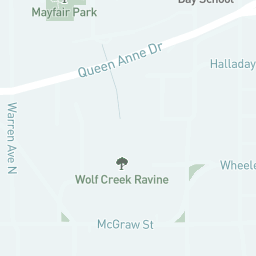 Day School
Mayfair Park
Queen Anne Dr
Halladay
Warren Ave N
Wheele
Wolf Creek Ravine
McGraw St